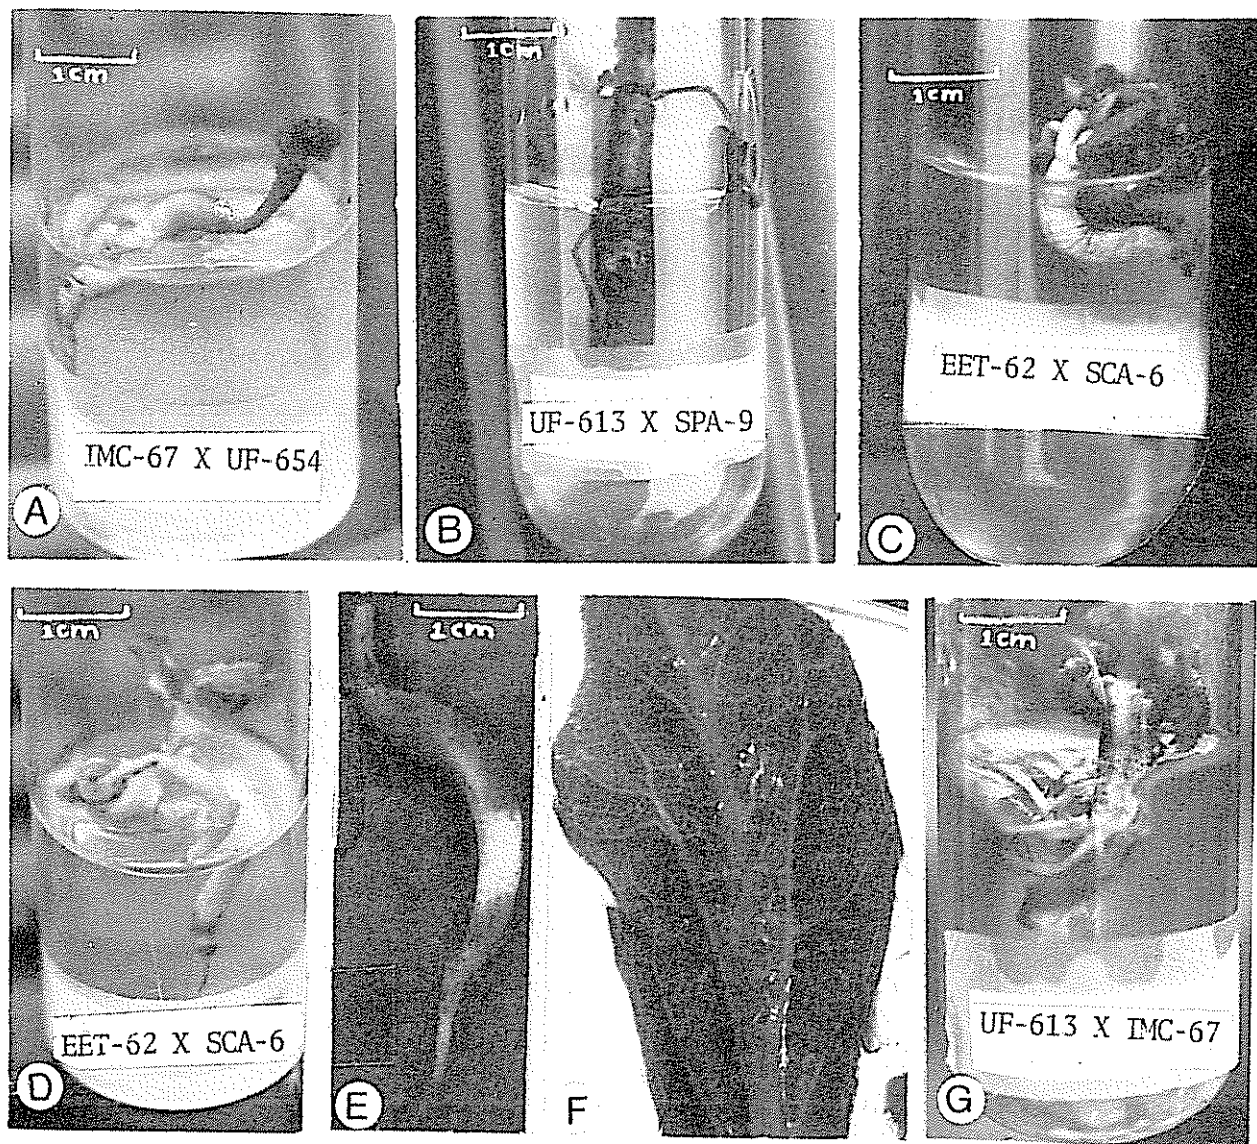 1cm
IMC-67 X UF-654
A
1cm
UF-613 X SPA-9
B
1cm
EET-62 X SCA-6
C
1cm
EET-62 X SCA-6
D
1cm
E
F
1cm
UF-613 X IMC-67
G